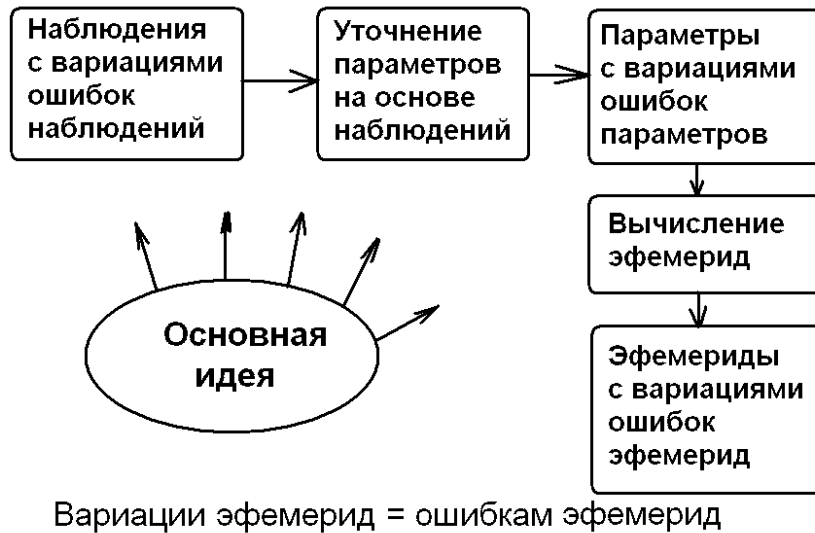 Наблюдения
с вариациями
ошибок
наблюдений
Уточнение
параметров
на основе
наблюдений
Параметры
с вариациями
ошибок
параметров
Вычисление
эфемерид
Эфемериды
с вариациями
ошибок
эфемерид
Основная
идея
Вариации эфемерид = ошибкам эфемерид